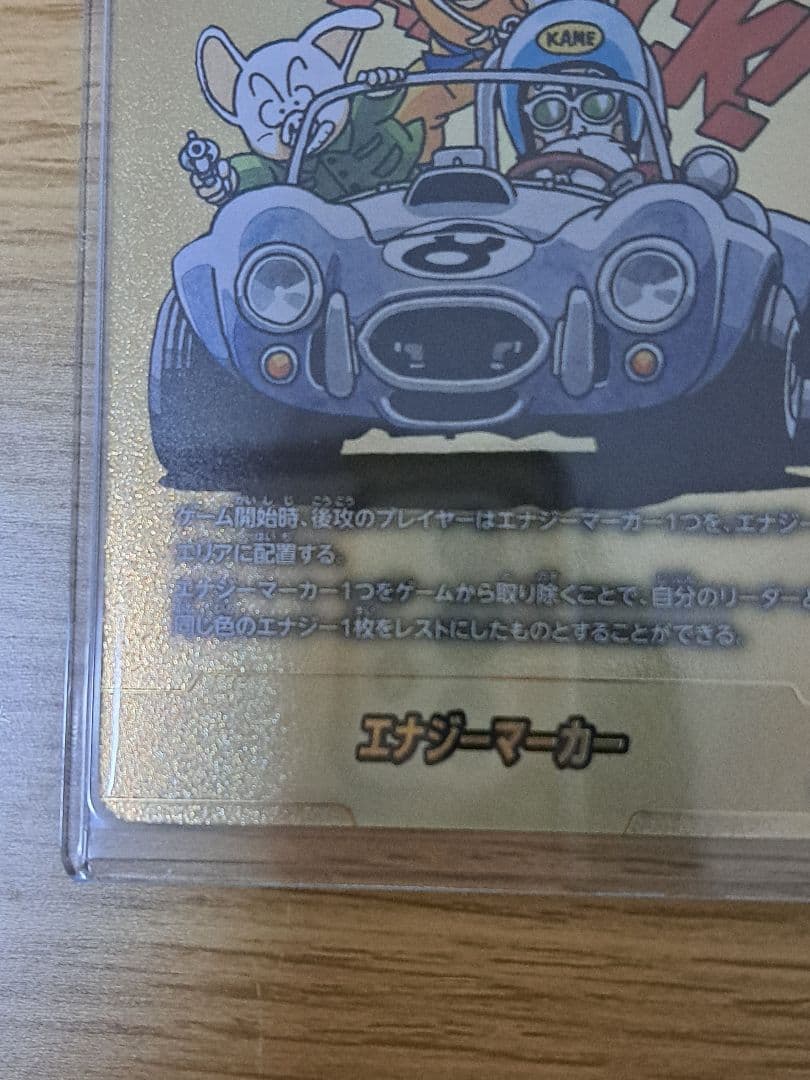 KAME
8
ゲーム開始時、後攻のプレイヤーはエナジーマーカー1つを、エナジー
エリアに配置する。
エナジーマーカー1つをゲームから取り除くことで、自分のリーダーと
同じ色のエナジー1枚をレストにしたものとすることができる。
エナジーマーカー